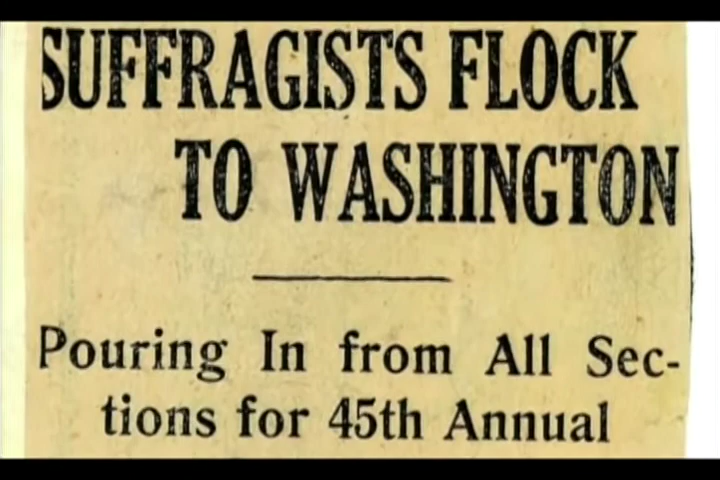 SUFFRAGISTS FLOCK
TO WASHINGTON
Pouring In from All Sec-
tions for 45th Annual